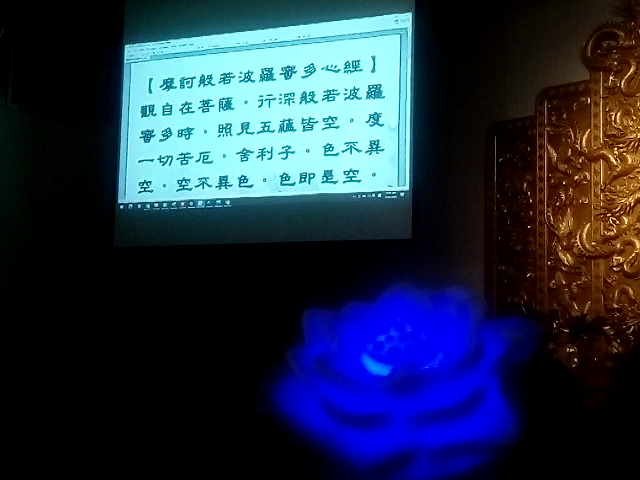 【摩訶般若波羅蜜多心經】
觀自在菩薩。行深般若波羅
蜜多時。照見五蘊皆空。度
一切苦厄。舍利子。色不異
空。空不異色。色即是空。